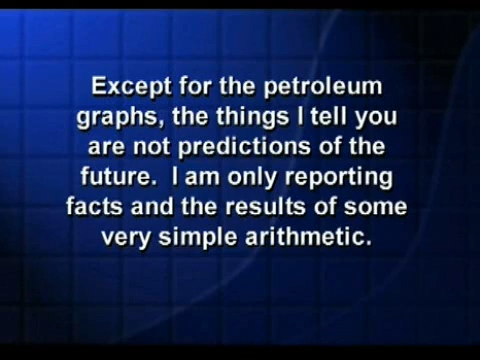 Except for the petroleum
graphs, the things I tell you
are not predictions of the
future.  I am only reporting
facts and the results of some
very simple arithmetic.